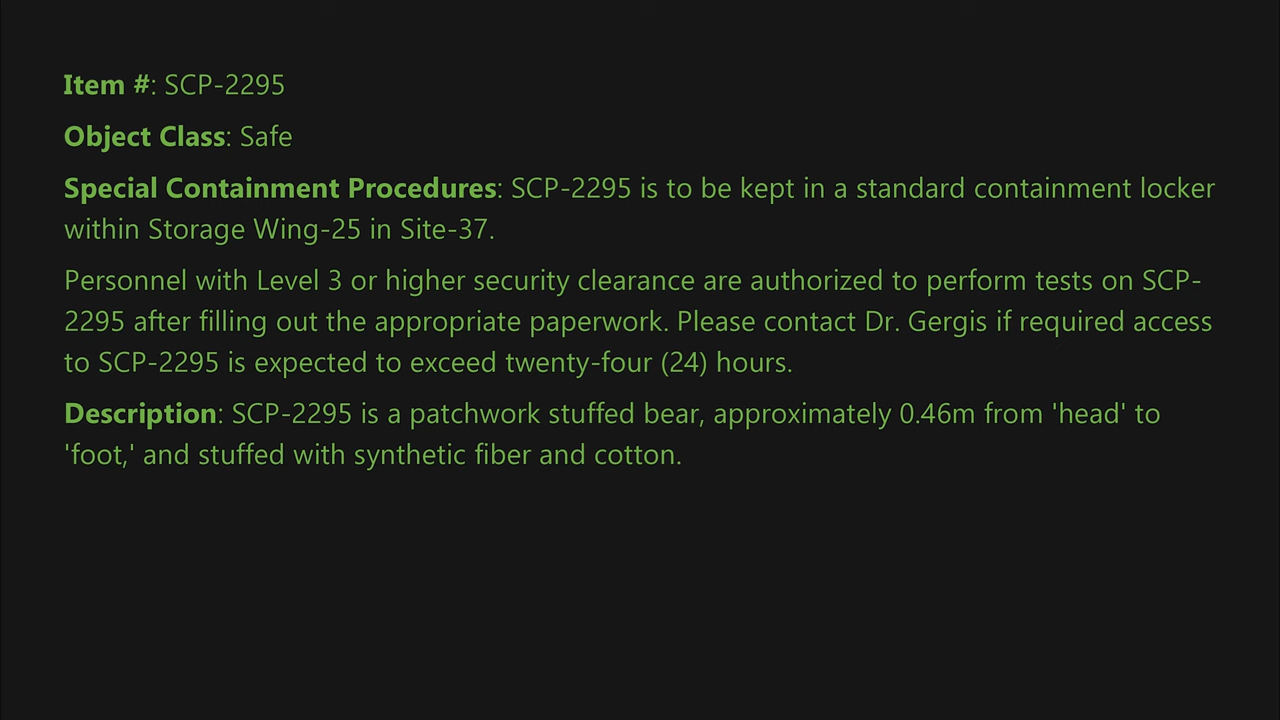 Item #: SCP-2295
Object Class: Safe
Special Containment Procedures: SCP-2295 is to be kept in a standard containment locker
within Storage Wing-25 in Site-37.
Personnel with Level 3 or higher security clearance are authorized to perform tests on SCP-
2295 after filling out the appropriate paperwork. Please contact Dr. Gergis if required access
to SCP-2295 is expected to exceed twenty-four (24) hours.
Description: SCP-2295 is a patchwork stuffed bear, approximately 0.46m from 'head' to
'foot,' and stuffed with synthetic fiber and cotton.